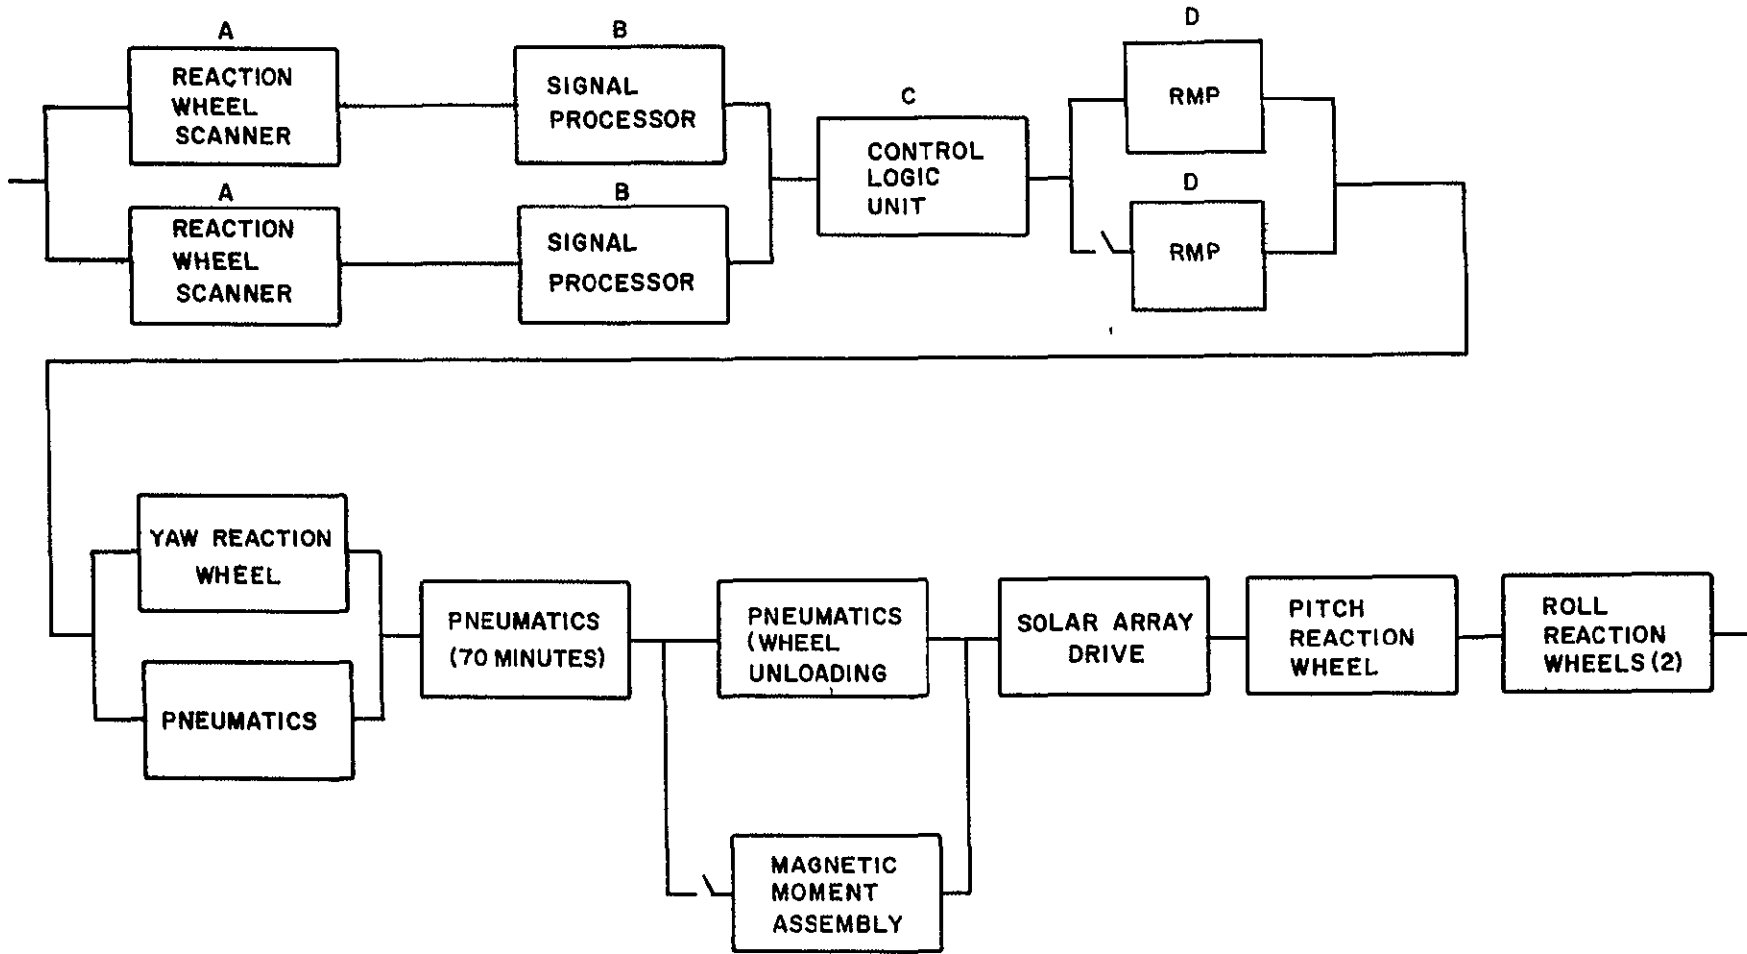 A
REACTION
WHEEL
SCANNER
B
SIGNAL
PROCESSOR
A
REACTION
WHEEL
SCANNER
B
SIGNAL
PROCESSOR
C
CONTROL
LOGIC
UNIT
D
RMP
D
RMP
YAW REACTION
WHEEL
PNEUMATICS
PNEUMATICS
(70 MINUTES)
PNEUMATICS
(WHEEL
UNLOADING
MAGNETIC
MOMENT
ASSEMBLY
SOLAR ARRAY
DRIVE
PITCH
REACTION
WHEEL
ROLL
REACTION
WHEELS (2)